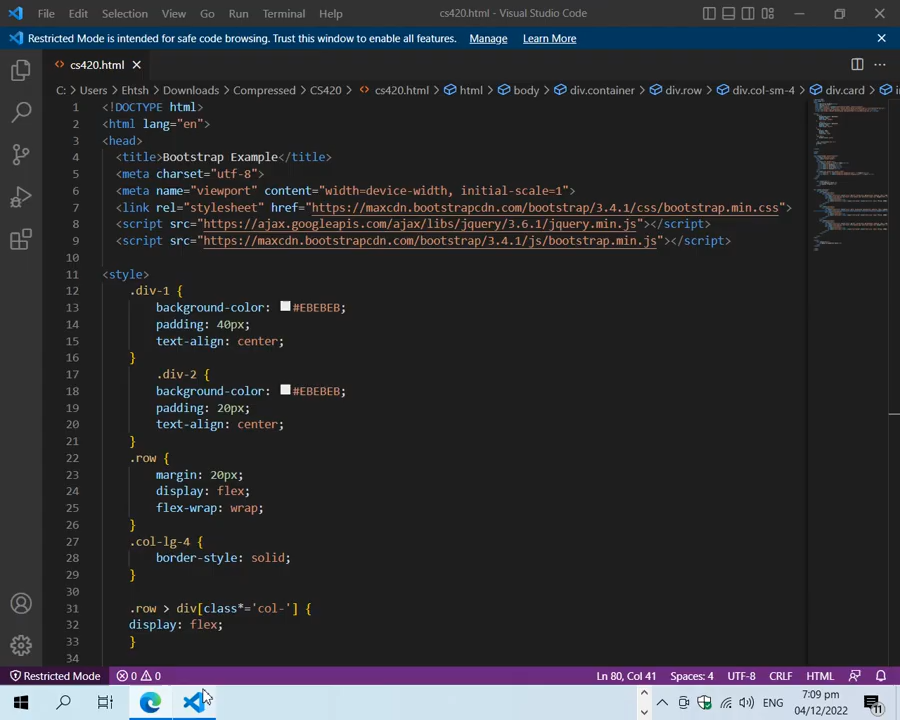 File Edit Selection View Go Run Terminal Help cs420.html - Visual Studio Code
Restricted Mode is intended for safe code browsing. Trust this window to enable all features. Manage Learn More
cs420.html
C: > Users > Ehtsh > Downloads > Compressed > CS420 > cs420.html > html > body > div.container > div.row > div.col-sm-4 > div.card >
1 <!DOCTYPE html>
2 <html lang="en">
3 <head>
4 <title>Bootstrap Example</title>
5 <meta charset="utf-8">
6 <meta name="viewport" content="width=device-width, initial-scale=1">
7 <link rel="stylesheet" href="https://maxcdn.bootstrapcdn.com/bootstrap/3.4.1/css/bootstrap.min.css">
8 <script src="https://ajax.googleapis.com/ajax/libs/jquery/3.6.1/jquery.min.js"></script>
9 <script src="https://maxcdn.bootstrapcdn.com/bootstrap/3.4.1/js/bootstrap.min.js"></script>
10
11 <style>
12 .div-1 {
13 background-color: #EBEBEB;
14 padding: 40px;
15 text-align: center;
16 }
17 .div-2 {
18 background-color: #EBEBEB;
19 padding: 20px;
20 text-align: center;
21 }
22 .row {
23 margin: 20px;
24 display: flex;
25 flex-wrap: wrap;
26 }
27 .col-lg-4 {
28 border-style: solid;
29 }
30
31 .row > div[class*='col-'] {
32 display: flex;
33 }
34
Restricted Mode 0 0 Ln 80, Col 41 Spaces: 4 UTF-8 CRLF HTML
ENG 7:09 pm
04/12/2022 11